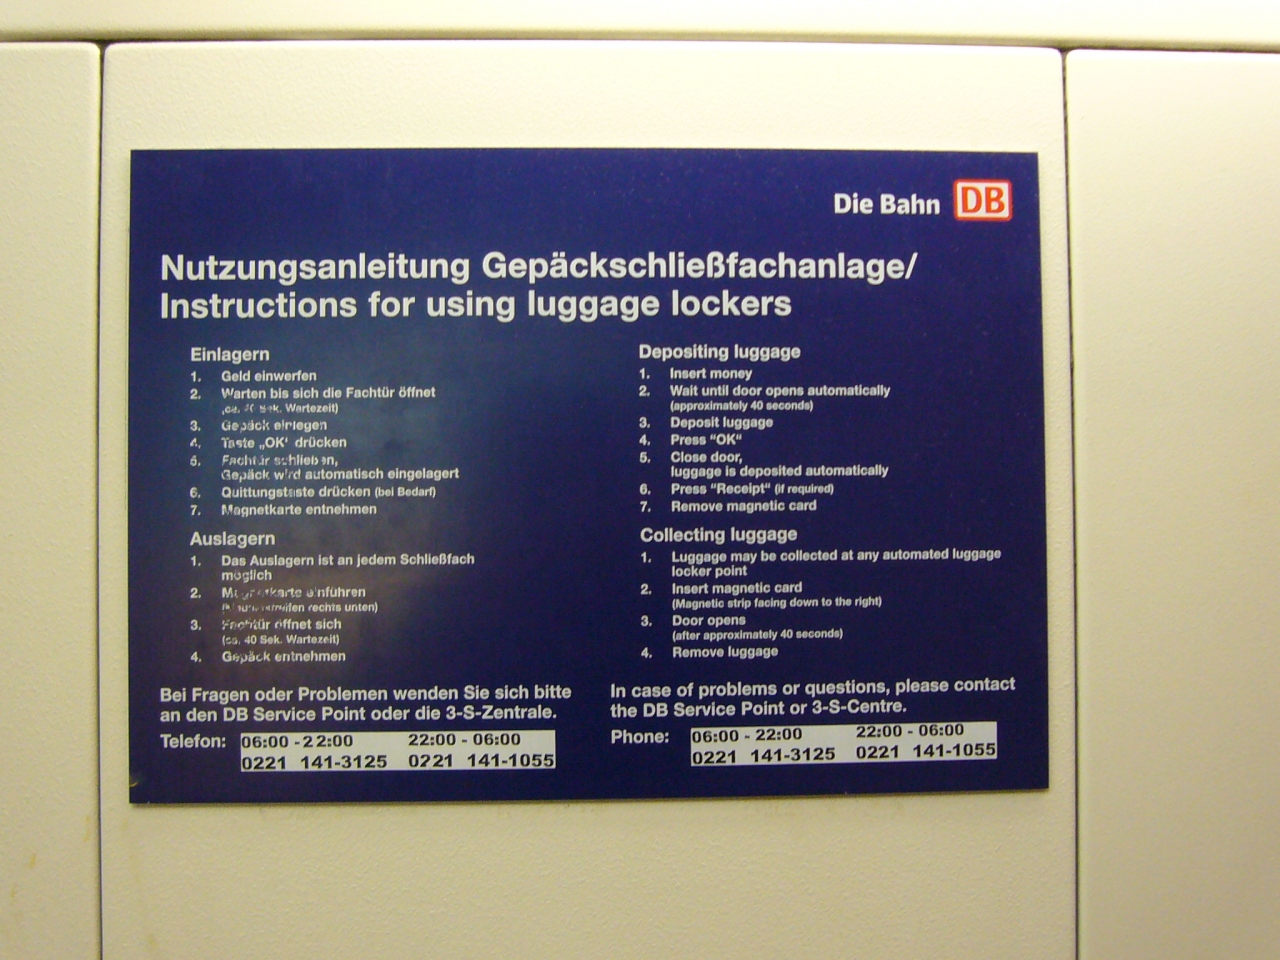 Die Bahn DB
Nutzungsanleitung Gepäckschließfachanlage/
Instructions for using luggage lockers
Einlagern
1. Geld einwerfen
2. Warten bis sich die Fachtür öffnet
Sek. Wartezeit)
3. Gepäck einlegen
4. Taste „OK“ drücken
5. Fachtür schließen,
Gepäck wird automatisch eingelagert
6. Quittungstaste drücken (bei Bedarf)
7. Magnetkarte entnehmen
Auslagern
1. Das Auslagern ist an jedem Schließfach
möglich
2. Magnetkarte einführen
rechts unten)
3. Fachtür öffnet sich
(ca. 40 Sek. Wartezeit)
4. Gepäck entnehmen
Bei Fragen oder Problemen wenden Sie sich bitte
an den DB Service Point oder die 3-S-Zentrale.
Telefon: 06:00 - 22:00 22:00 - 06:00
0221 141-3125 0221 141-1055
Depositing luggage
1. Insert money
2. Wait until door opens automatically
(approximately 40 seconds)
3. Deposit luggage
4. Press "OK"
5. Close door,
luggage is deposited automatically
6. Press "Receipt" (if required)
7. Remove magnetic card
Collecting luggage
1. Luggage may be collected at any automated luggage
locker point
2. Insert magnetic card
(Magnetic strip facing down to the right)
3. Door opens
(after approximately 40 seconds)
4. Remove luggage
In case of problems or questions, please contact
the DB Service Point or 3-S-Centre.
Phone: 06:00 - 22:00 22:00 - 06:00
0221 141-3125 0221 141-1055